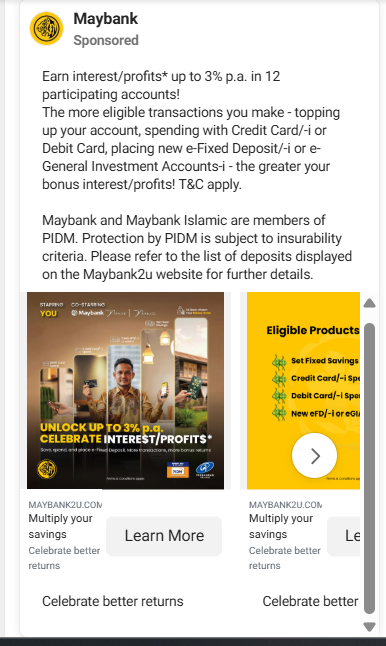 Maybank
Sponsored
Earn interest/profits* up to 3% p.a. in 12
participating accounts!
The more eligible transactions you make - topping
up your account, spending with Credit Card/-i or
Debit Card, placing new e-Fixed Deposit/-i or e-
General Investment Accounts-i - the greater your
bonus interest/profits! T&C apply.
Maybank and Maybank Islamic are members of
PIDM. Protection by PIDM is subject to insurability
criteria. Please refer to the list of deposits displayed
on the Maybank2u website for further details.
STARRING
YOU
CO-STARRING
Maybank
UNLOCK UP TO 3% p.a.
CELEBRATE INTEREST/PROFITS*
Save, spend, and place e-Fixed Deposit. More transactions, more bonus returns
PIDM
Terms & Conditions apply.
Eligible Products
Set Fixed Savings
Credit Card/-i Spe
Debit Card/-i Spe
New eFD/-i or eGI
Terms & Conditions apply
MAYBANK2U.COM
Multiply your
savings
Celebrate better
returns
Learn More
MAYBANK2U.COM
Multiply your
savings
Celebrate better
returns
Le
Celebrate better returns
Celebrate better